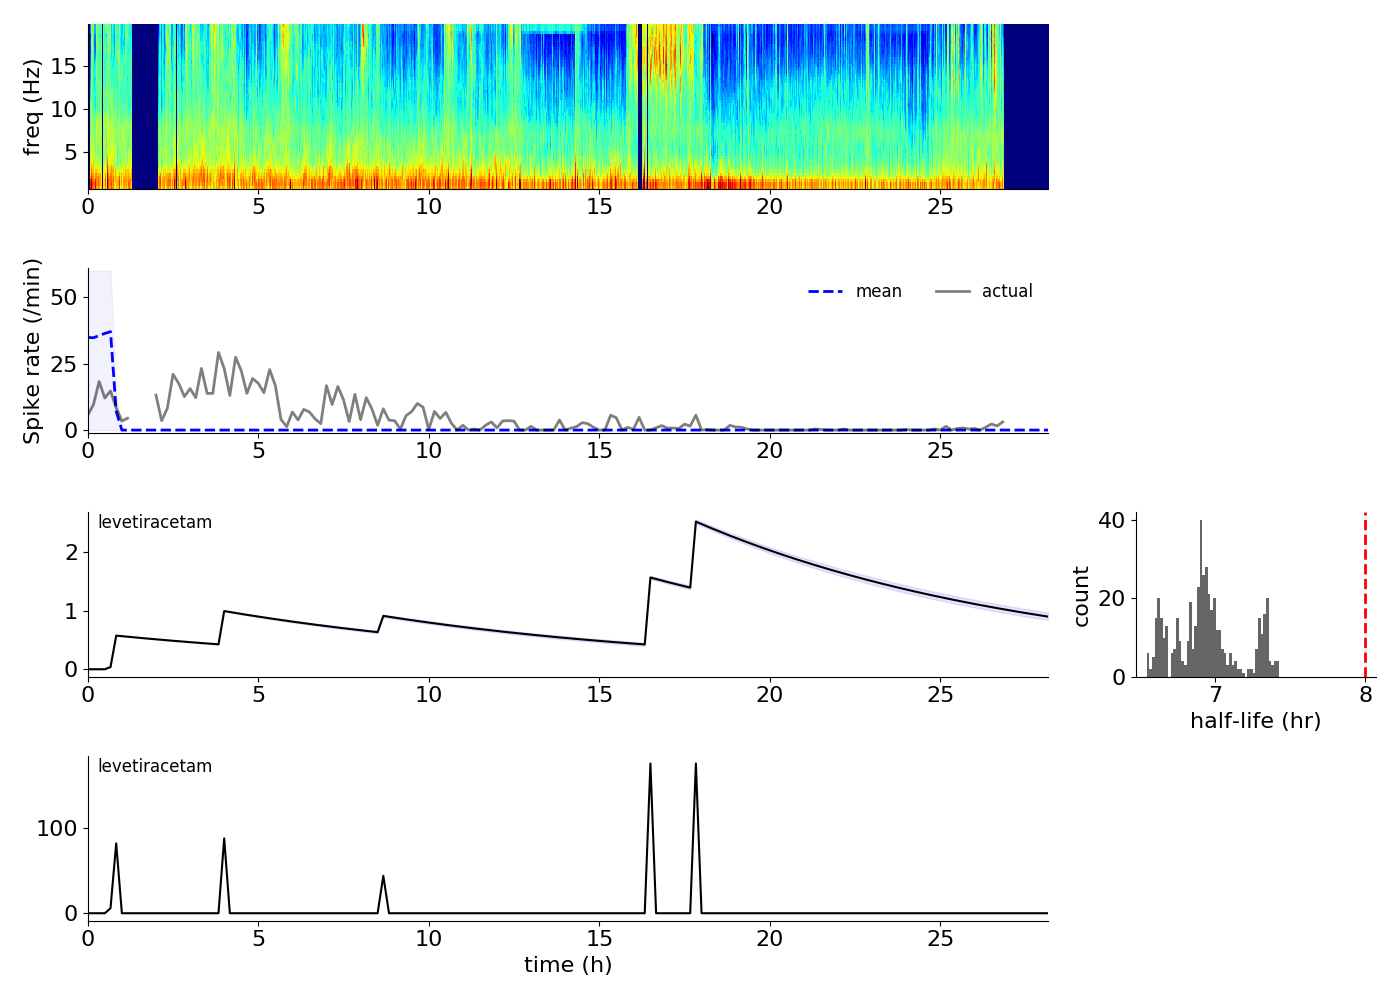 freq (Hz)
15
10
5
0 5 10 15 20 25
Spike rate (/min)
50
25
0
mean actual
0 5 10 15 20 25
levetiracetam
2
1
0
0 5 10 15 20 25
count
40
20
0
7 8
half-life (hr)
levetiracetam
100
0
0 5 10 15 20 25
time (h)